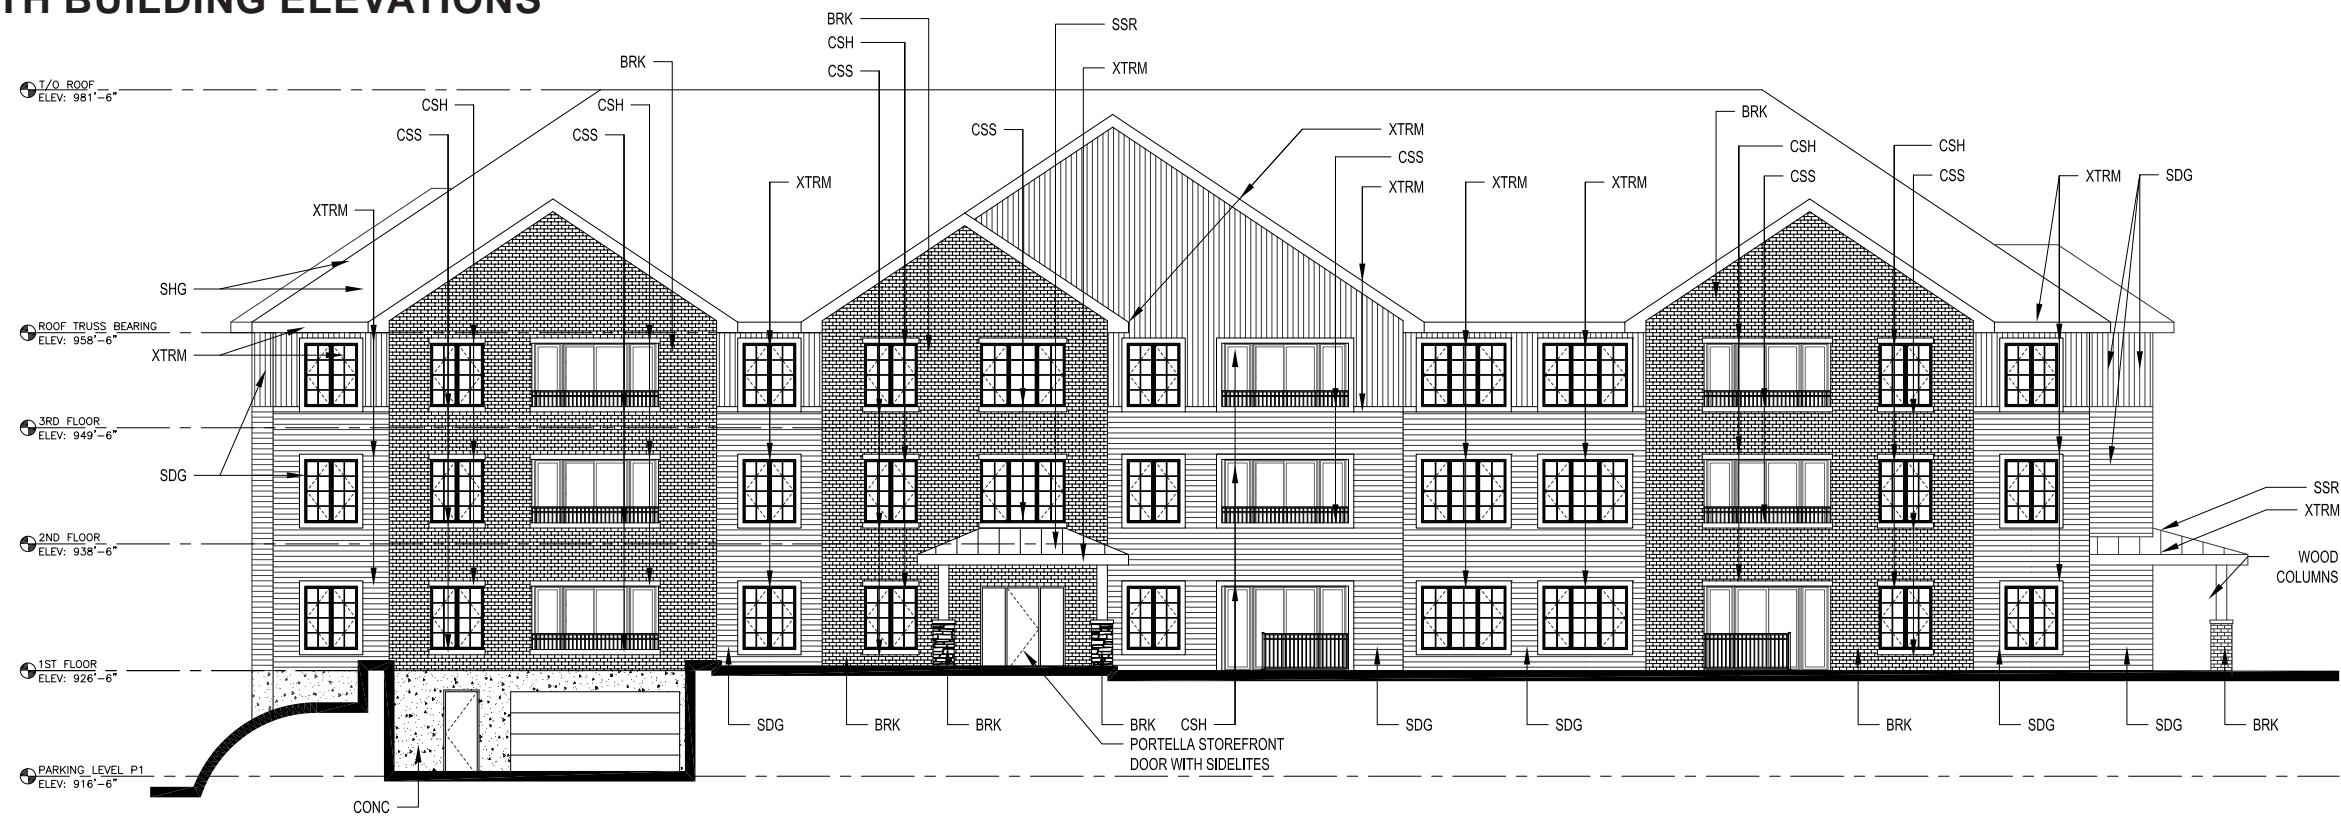 TH BUILDING ELEVATIONS
BRK
SSR
CSH
BRK
CSS
XTRM
T/O ROOF
ELEV: 981'-6"
CSH
CSH
BRK
CSS
CSS
CSS
XTRM
CSH
CSH
CSS
XTRM
XTRM
XTRM
XTRM
XTRM
CSS
CSS
XTRM
SDG
XTRM
SHG
ROOF TRUSS BEARING
ELEV: 958'-6"
XTRM
3RD FLOOR
ELEV: 949'-6"
SDG
SSR
XTRM
2ND FLOOR
ELEV: 938'-6"
WOOD
COLUMNS
1ST FLOOR
ELEV: 926'-6"
SDG
BRK
BRK
BRK
CSH
SDG
SDG
BRK
SDG
SDG
BRK
PORTELLA STOREFRONT
DOOR WITH SIDELITES
PARKING LEVEL P1
ELEV: 916'-6"
CONC